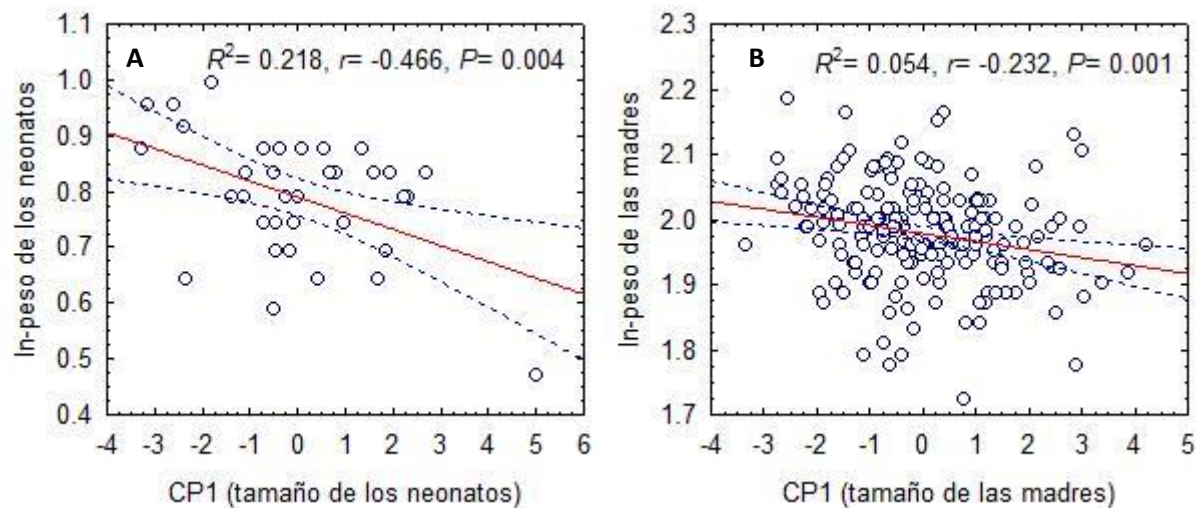 A
R²= 0.218, r= -0.466, P= 0.004
ln-peso de los neonatos
1.1
1.0
0.9
0.8
0.7
0.6
0.5
0.4
-4 -3 -2 -1 0 1 2 3 4 5 6
CP1 (tamaño de los neonatos)
B
R²= 0.054, r= -0.232, P= 0.001
ln-peso de las madres
2.3
2.2
2.1
2.0
1.9
1.8
1.7
-4 -3 -2 -1 0 1 2 3 4 5
CP1 (tamaño de las madres)